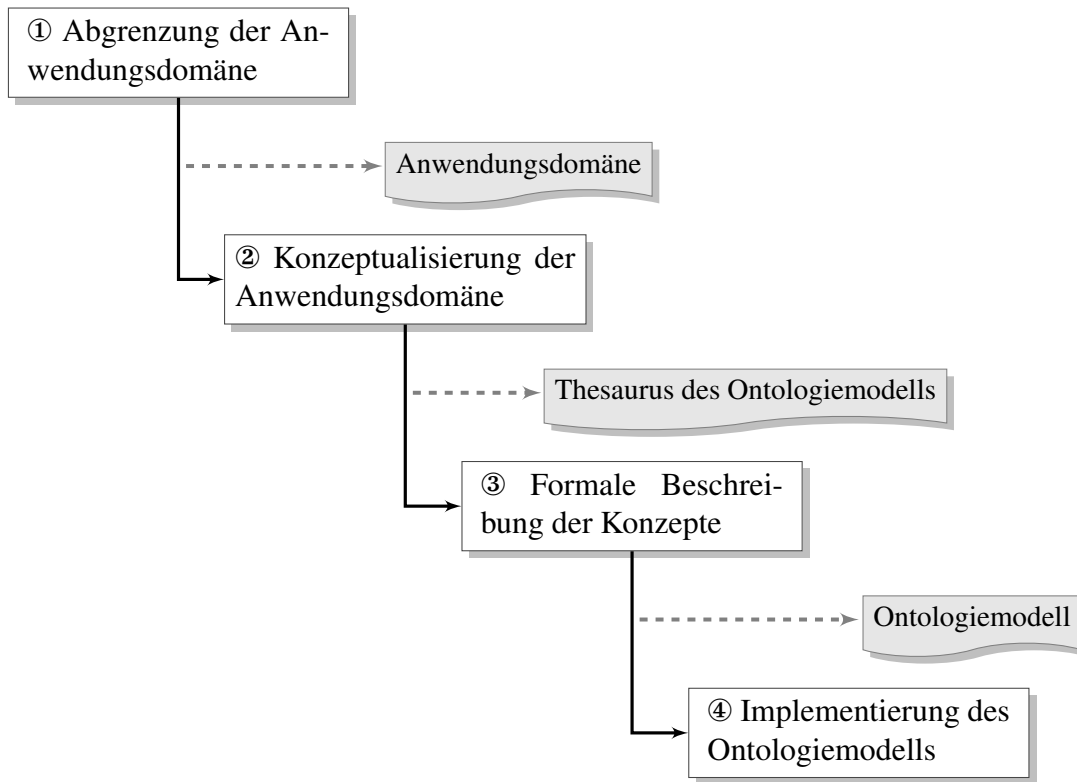 ① Abgrenzung der An-
wendungsdomäne
Anwendungsdomäne
② Konzeptualisierung der
Anwendungsdomäne
Thesaurus des Ontologiemodells
③ Formale Beschrei-
bung der Konzepte
Ontologiemodell
④ Implementierung des
Ontologiemodells